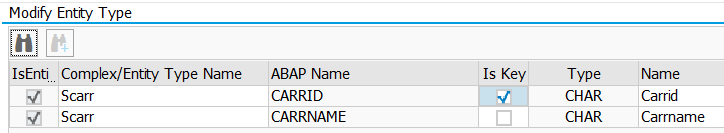 Modify Entity Type
IsEnti.. Complex/Entity Type Name ABAP Name Is Key Type Name
Scarr CARRID CHAR Carrid
Scarr CARRNAME CHAR Carrname